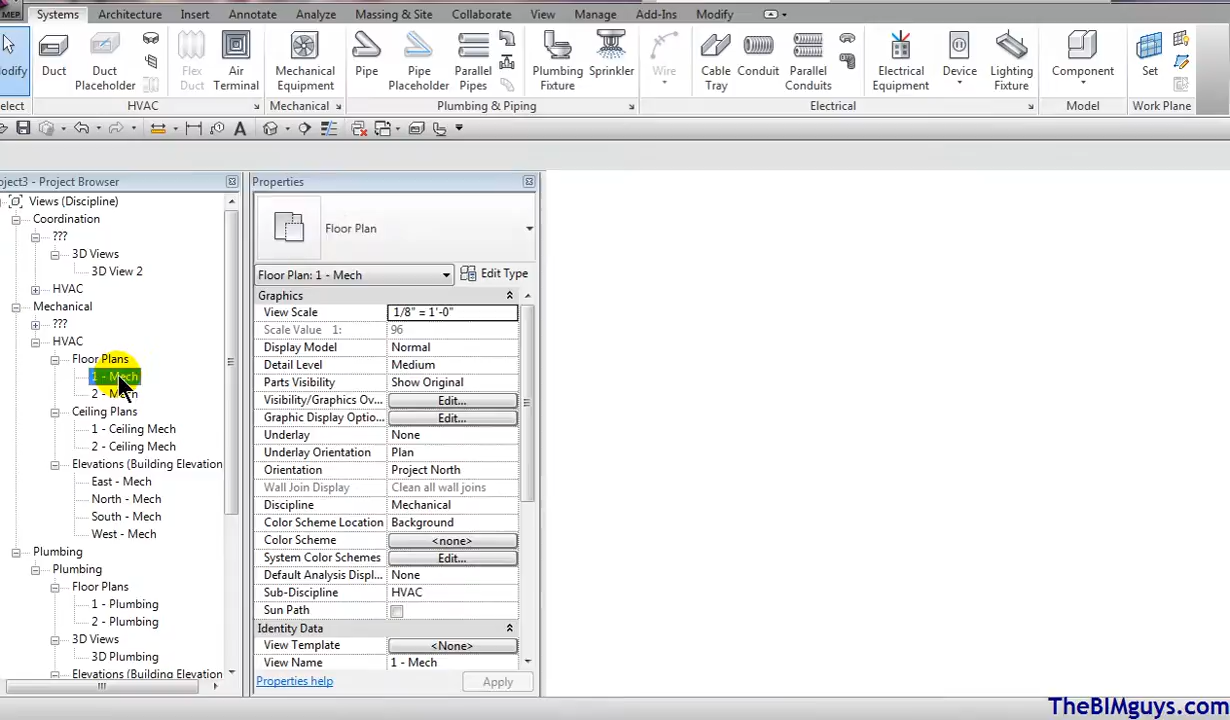 MEP
Systems Architecture Insert Annotate Analyze Massing & Site Collaborate View Manage Add-Ins Modify
Modify Duct Duct Placeholder Flex Duct Air Terminal Mechanical Equipment Pipe Pipe Placeholder Parallel Pipes Plumbing Fixture Sprinkler Wire Cable Tray Conduit Parallel Conduits Electrical Equipment Device Lighting Fixture Component Set
Select HVAC Mechanical Plumbing & Piping Electrical Model Work Plane
A
oject3 - Project Browser
Views (Discipline)
Coordination
???
3D Views
3D View 2
HVAC
Mechanical
???
HVAC
Floor Plans
1 - Mech
2 - Mech
Ceiling Plans
1 - Ceiling Mech
2 - Ceiling Mech
Elevations (Building Elevation
East - Mech
North - Mech
South - Mech
West - Mech
Plumbing
Plumbing
Floor Plans
1 - Plumbing
2 - Plumbing
3D Views
3D Plumbing
Elevations (Building Elevation
Properties
Floor Plan
Floor Plan: 1 - Mech Edit Type
Graphics
View Scale 1/8" = 1'-0"
Scale Value 1: 96
Display Model Normal
Detail Level Medium
Parts Visibility Show Original
Visibility/Graphics Ov... Edit...
Graphic Display Optio... Edit...
Underlay None
Underlay Orientation Plan
Orientation Project North
Wall Join Display Clean all wall joins
Discipline Mechanical
Color Scheme Location Background
Color Scheme <none>
System Color Schemes Edit...
Default Analysis Displ... None
Sub-Discipline HVAC
Sun Path
Identity Data
View Template <None>
View Name 1 - Mech
Properties help Apply
TheBIMguys.com